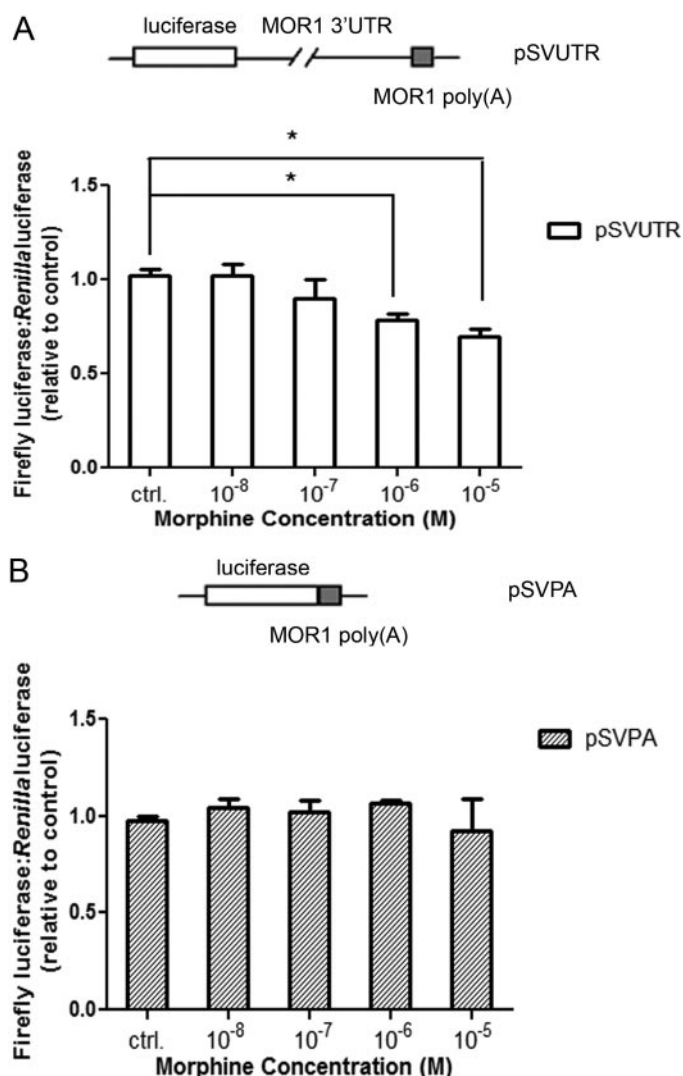 A
luciferase MOR1 3'UTR pSVUTR
MOR1 poly(A)
*
*
Firefly luciferase:Renilla luciferase
(relative to control)
1.5
1.0
0.5
0.0
pSVUTR
ctrl. 10⁻⁸ 10⁻⁷ 10⁻⁶ 10⁻⁵
Morphine Concentration (M)
B
luciferase pSVPA
MOR1 poly(A)
Firefly luciferase:Renilla luciferase
(relative to control)
1.5
1.0
0.5
0.0
pSVPA
ctrl. 10⁻⁸ 10⁻⁷ 10⁻⁶ 10⁻⁵
Morphine Concentration (M)